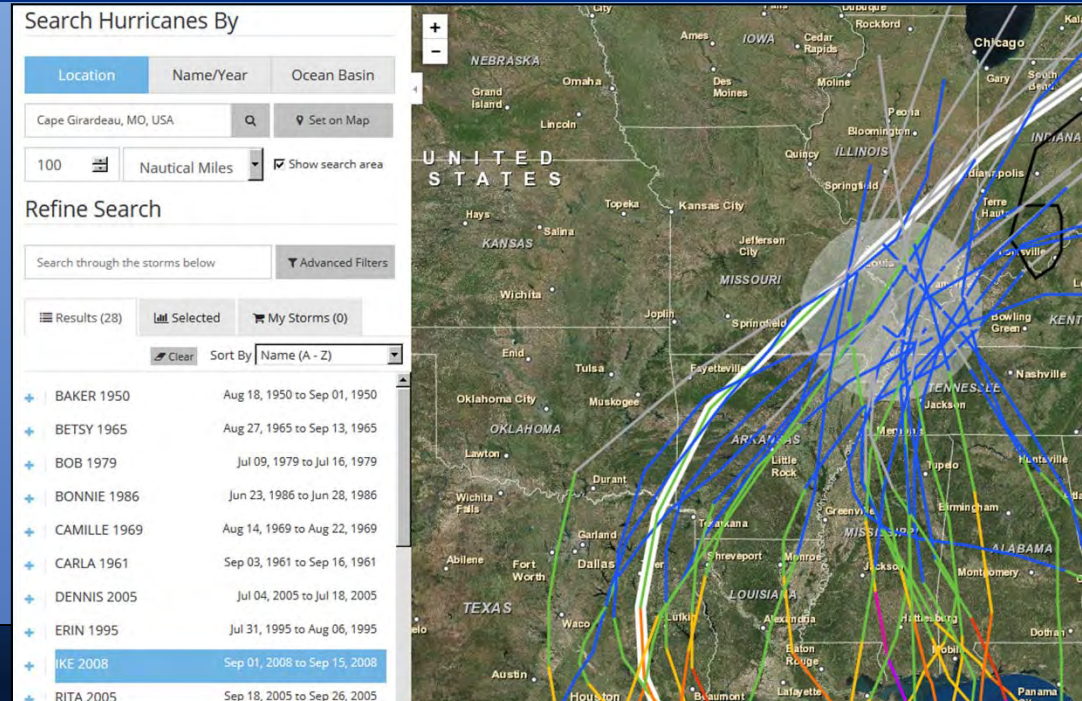 Search Hurricanes By
Location Name/Year Ocean Basin
Cape Girardeau, MO, USA Set on Map
100 Nautical Miles Show search area
Refine Search
Search through the storms below Advanced Filters
Results (28) Selected My Storms (0)
Clear Sort By Name (A - Z)
BAKER 1950 Aug 18, 1950 to Sep 01, 1950
BETSY 1965 Aug 27, 1965 to Sep 13, 1965
BOB 1979 Jul 09, 1979 to Jul 16, 1979
BONNIE 1986 Jun 23, 1986 to Jun 28, 1986
CAMILLE 1969 Aug 14, 1969 to Aug 22, 1969
CARLA 1961 Sep 03, 1961 to Sep 16, 1961
DENNIS 2005 Jul 04, 2005 to Jul 18, 2005
ERIN 1995 Jul 31, 1995 to Aug 06, 1995
IKE 2008 Sep 01, 2008 to Sep 15, 2008
RITA 2005 Sep 18, 2005 to Sep 26, 2005
+
−
City
Dubuque
Rockford
Ames
IOWA
Cedar
Rapids
Chicago
NEBRASKA
Omaha
Des
Moines
Moline
Gary
South
Bend
Grand
Island
Lincoln
Peoria
Bloomington
INDIANA
UNITED
STATES
Quincy
ILLINOIS
Springfield
Topeka
Kansas City
Terre
Hays
Salina
KANSAS
Jefferson
City
MISSOURI
Wichita
Joplin
Springfield
Bowling
Green
KENT
Enid
Tulsa
Fayetteville
Nashville
TENNESSEE
Oklahoma City
Muskogee
Jackson
OKLAHOMA
ARKANSAS
Memphis
Lawton
Little
Rock
Tupelo
Huntsville
Wichita
Falls
Durant
Greenville
Birmingham
Texarkana
MISSISSIPPI
ALABAMA
Garland
Abilene
Fort
Worth
Dallas
Shreveport
Monroe
Jackson
Montgomery
TEXAS
LOUISIANA
Waco
Lufkin
Alexandria
Hattiesburg
Dothan
Austin
Baton
Rouge
Mobile
Houston
Beaumont
Lafayette
Panama